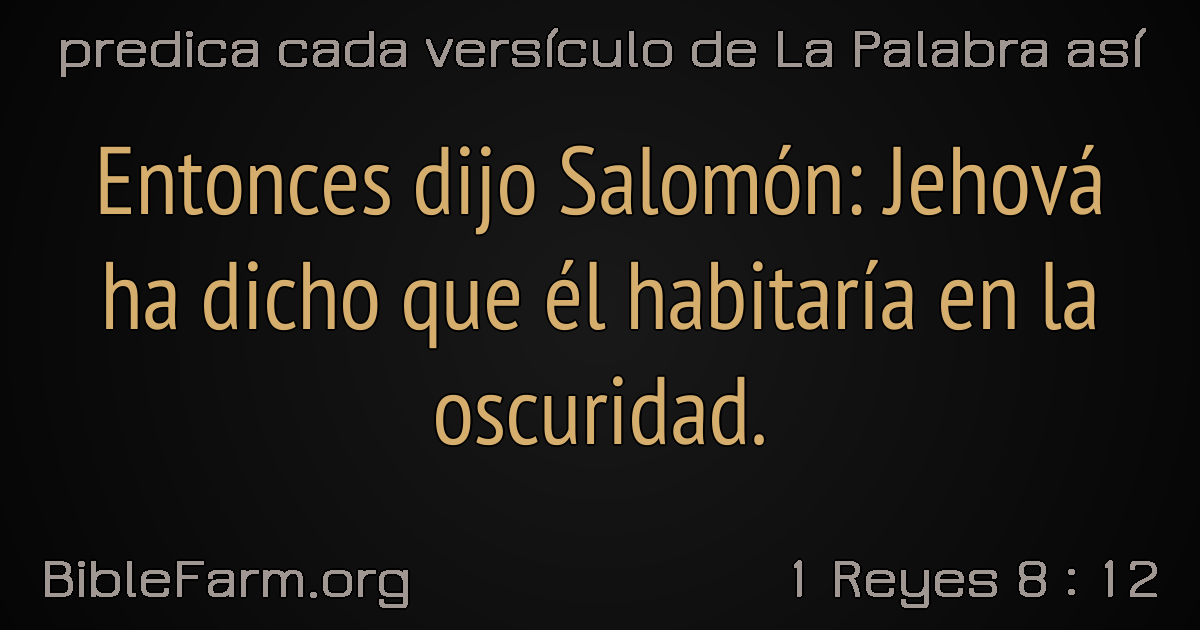 predica cada versículo de La Palabra así
Entonces dijo Salomón: Jehová
ha dicho que él habitaría en la
oscuridad.
BibleFarm.org
1 Reyes 8 : 12